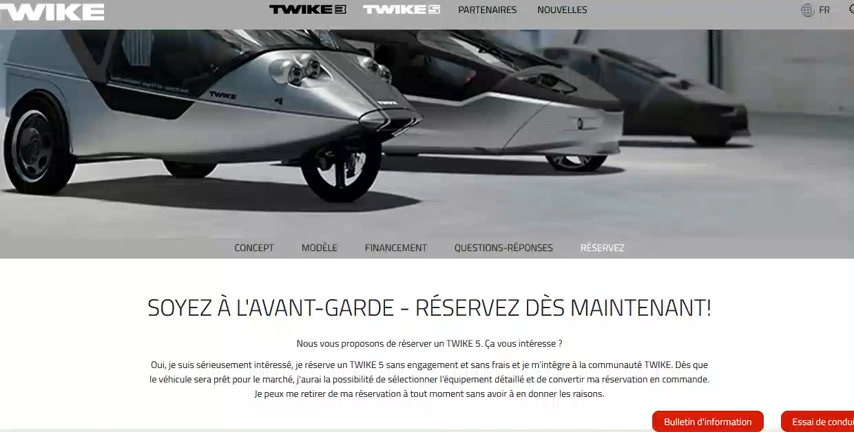 TWIKE
TWIKE 3 TWIKE 5 PARTENAIRES NOUVELLES FR
TWIKE
TWIKE
CONCEPT MODÈLE FINANCEMENT QUESTIONS-RÉPONSES RÉSERVEZ
SOYEZ À L'AVANT-GARDE - RÉSERVEZ DÈS MAINTENANT!
Nous vous proposons de réserver un TWIKE 5. Ça vous intéresse ?
Oui, je suis sérieusement intéressé, je réserve un TWIKE 5 sans engagement et sans frais et je m'intègre à la communauté TWIKE. Dès que
le véhicule sera prêt pour le marché, j'aurai la possibilité de sélectionner l'équipement détaillé et de convertir ma réservation en commande.
Je peux me retirer de ma réservation à tout moment sans avoir à en donner les raisons.
Bulletin d'information Essai de condui